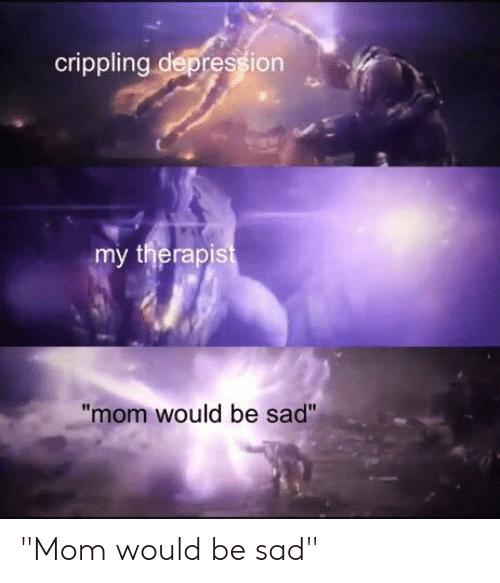 crippling depression
my therapist
"mom would be sad"
"Mom would be sad"